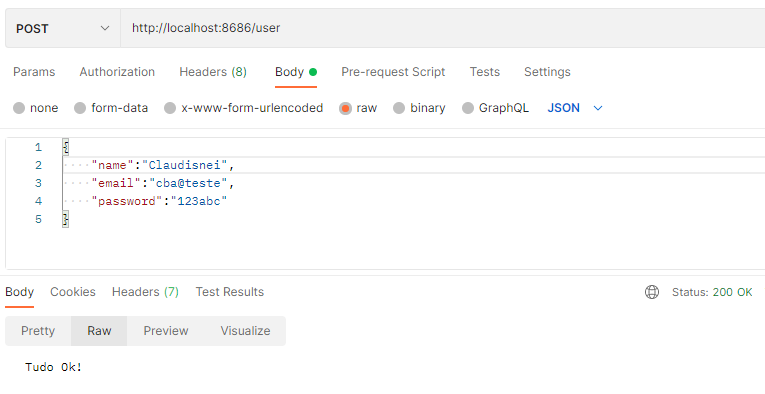 POST http://localhost:8686/user
Params Authorization Headers (8) Body Pre-request Script Tests Settings
none form-data x-www-form-urlencoded raw binary GraphQL JSON
1 {
2 "name":"Claudisnei",
3 "email":"cba@teste",
4 "password":"123abc"
5 }
Body Cookies Headers (7) Test Results Status: 200 OK
Pretty Raw Preview Visualize
Tudo Ok!